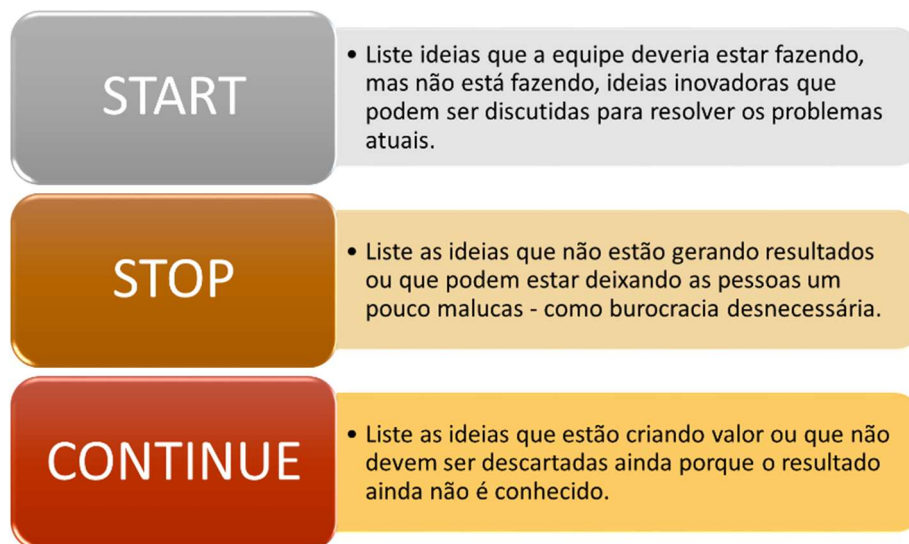 START
• Liste ideias que a equipe deveria estar fazendo,
mas não está fazendo, ideias inovadoras que
podem ser discutidas para resolver os problemas
atuais.
STOP
• Liste as ideias que não estão gerando resultados
ou que podem estar deixando as pessoas um
pouco malucas - como burocracia desnecessária.
CONTINUE
• Liste as ideias que estão criando valor ou que não
devem ser descartadas ainda porque o resultado
ainda não é conhecido.